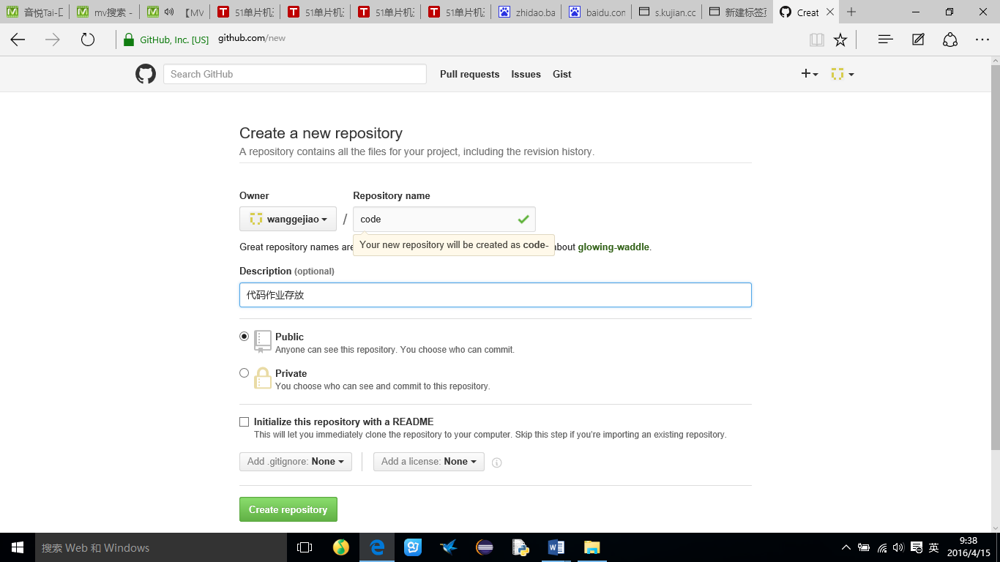 音悦Tai-
mv搜索 -
【MV
51单片机
51单片机
51单片机
51单片机
zhidao.ba
baidu.com
s.kujian.cc
新建标签页
Creat
GitHub, Inc. [US] github.com/new
Search GitHub
Pull requests Issues Gist
Create a new repository
A repository contains all the files for your project, including the revision history.
Owner Repository name
wanggejiao / code
Great repository names are
Your new repository will be created as code-
about glowing-waddle.
Description (optional)
代码作业存放
Public
Anyone can see this repository. You choose who can commit.
Private
You choose who can see and commit to this repository.
Initialize this repository with a README
This will let you immediately clone the repository to your computer. Skip this step if you're importing an existing repository.
Add .gitignore: None Add a license: None
Create repository
搜索 Web 和 Windows
英
9:38
2016/4/15